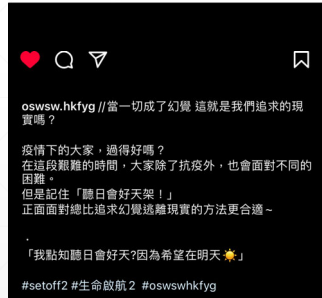 oswsw.hkfyg //當一切成了幻覺 這就是我們追求的現
實嗎？
疫情下的大家，過得好嗎？
在這段艱難的時間，大家除了抗疫外，也會面對不同的
困難。
但是記住「聽日會好天架！」
正面面對總比追求幻覺逃離現實的方法更合適～
.
「我點知聽日會好天?因為希望在明天☀️」
#setoff2 #生命啟航2 #oswswhkfyg